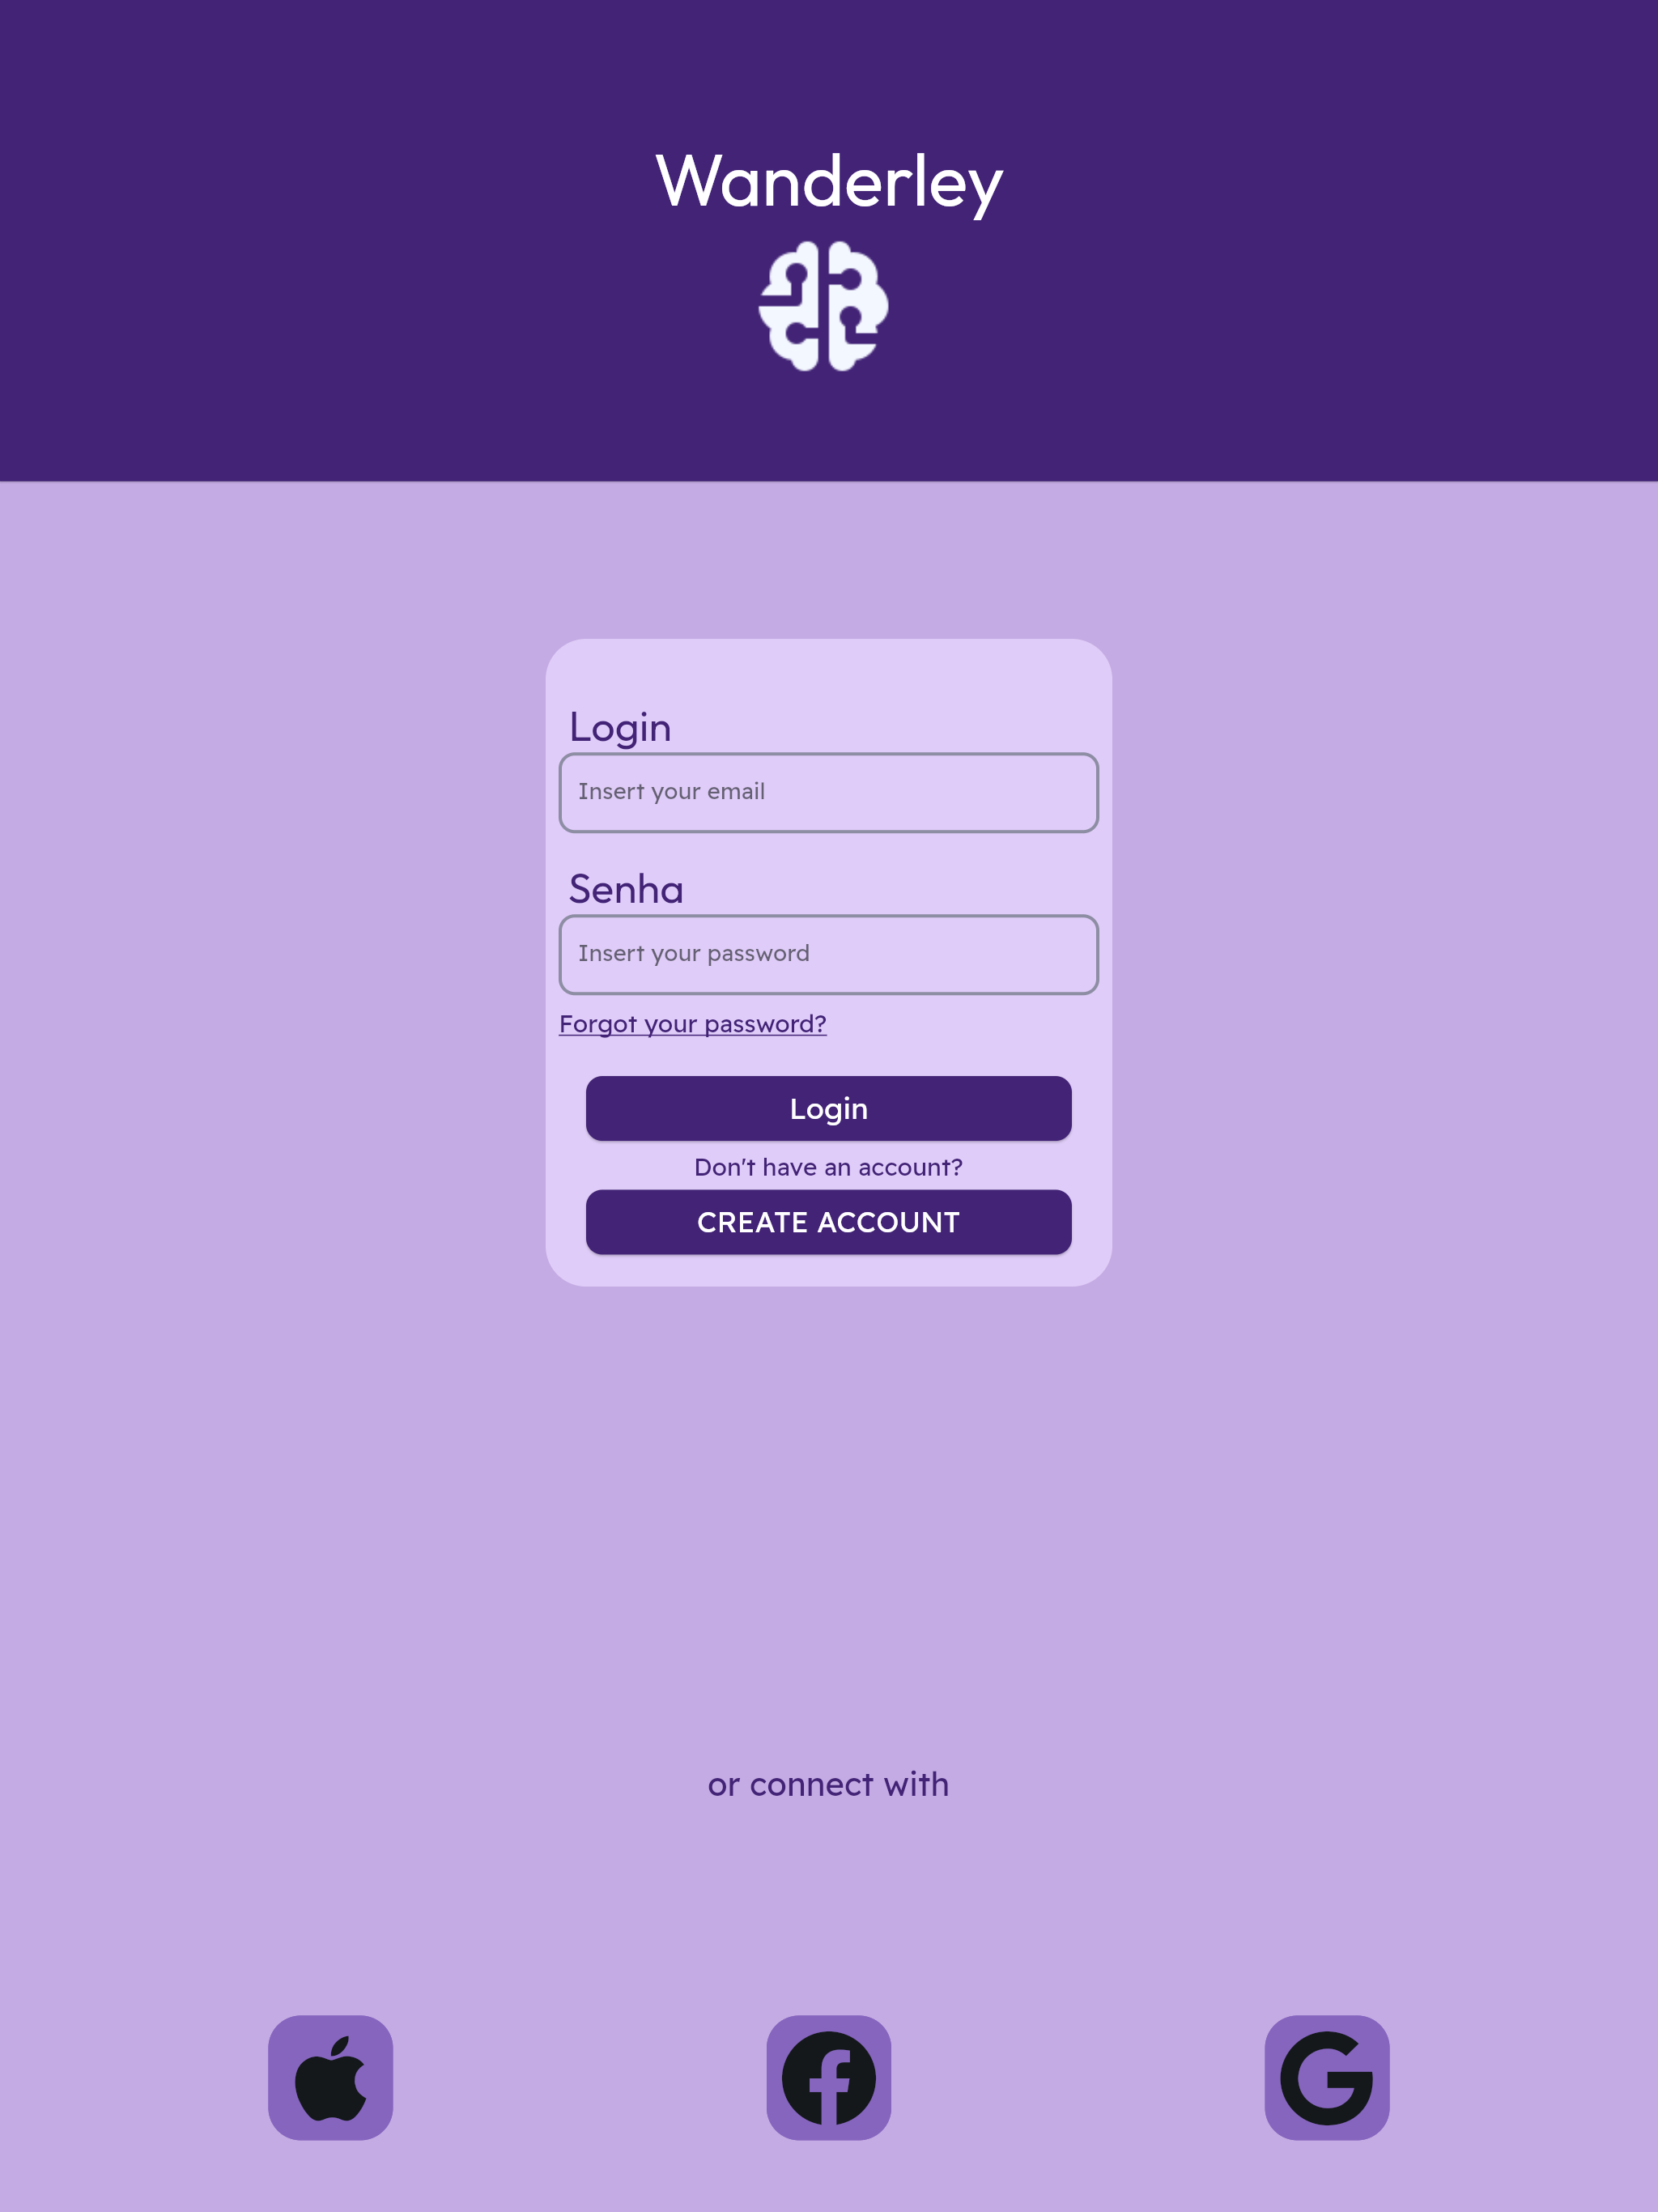 Wanderley
Login
Insert your email
Senha
Insert your password
Forgot your password?
Login
Don't have an account?
CREATE ACCOUNT
or connect with